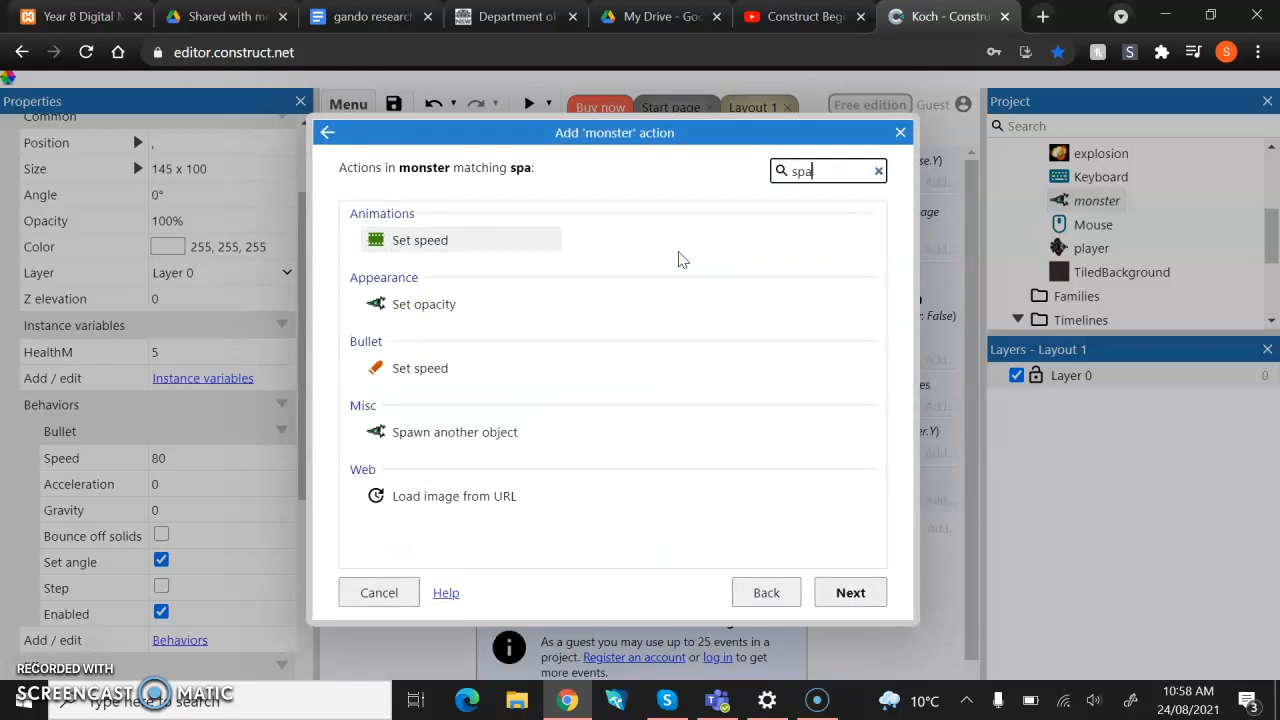 Year 8 Digital M
Shared with me
gando research
Department of
My Drive - Goo
Construct Beg
Koch - Constru
editor.construct.net
S
S
Properties
Menu
Buy now
Start page
Layout 1
Free edition
Guest
Project
Search
Common
Position
,
Size
145 x 100
Angle
0°
Opacity
100%
Color
255, 255, 255
Layer
Layer 0
Z elevation
0
Instance variables
HealthM
5
Add / edit
Instance variables
Behaviors
Bullet
Speed
80
Acceleration
0
Gravity
0
Bounce off solids
Set angle
Step
Enabled
Add / edit
Behaviors
Add 'monster' action
Actions in monster matching spa:
spa
Animations
Set speed
Appearance
Set opacity
Bullet
Set speed
Misc
Spawn another object
Web
Load image from URL
Cancel
Help
Back
Next
As a guest you may use up to 25 events in a
project. Register an account or log in to get
more events.
explosion
Keyboard
monster
Mouse
player
TiledBackground
Families
Timelines
Layers - Layout 1
Layer 0
0
RECORDED WITH
SCREENCAST MATIC
Type here to search
10°C
10:58 AM
24/08/2021
3